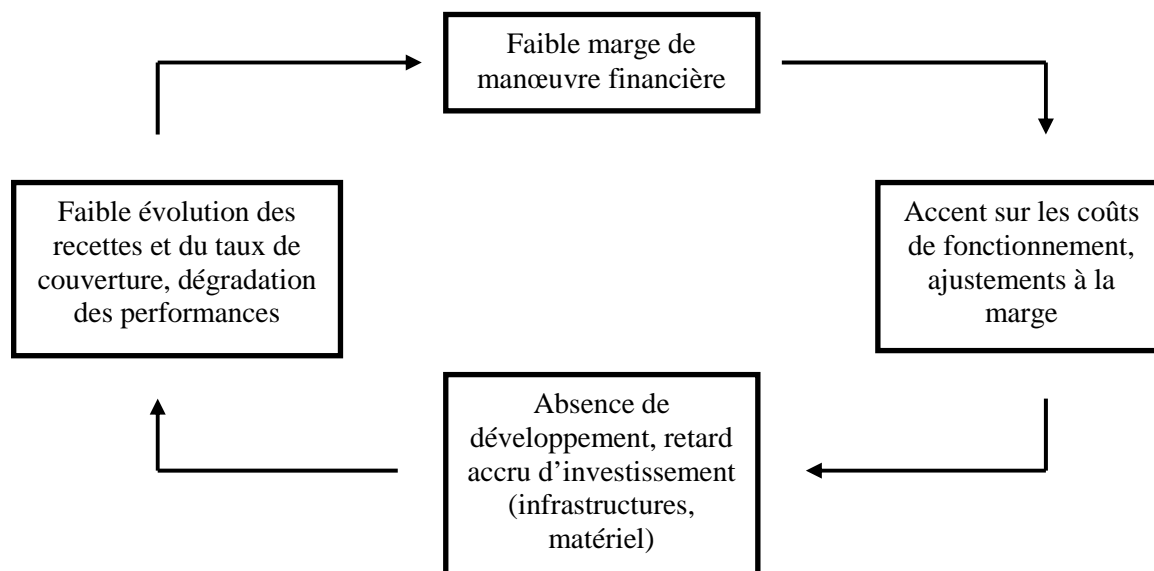 Faible marge de
manœuvre financière
Faible évolution des
recettes et du taux de
couverture, dégradation
des performances
Accent sur les coûts
de fonctionnement,
ajustements à la
marge
Absence de
développement, retard
accru d’investissement
(infrastructures,
matériel)